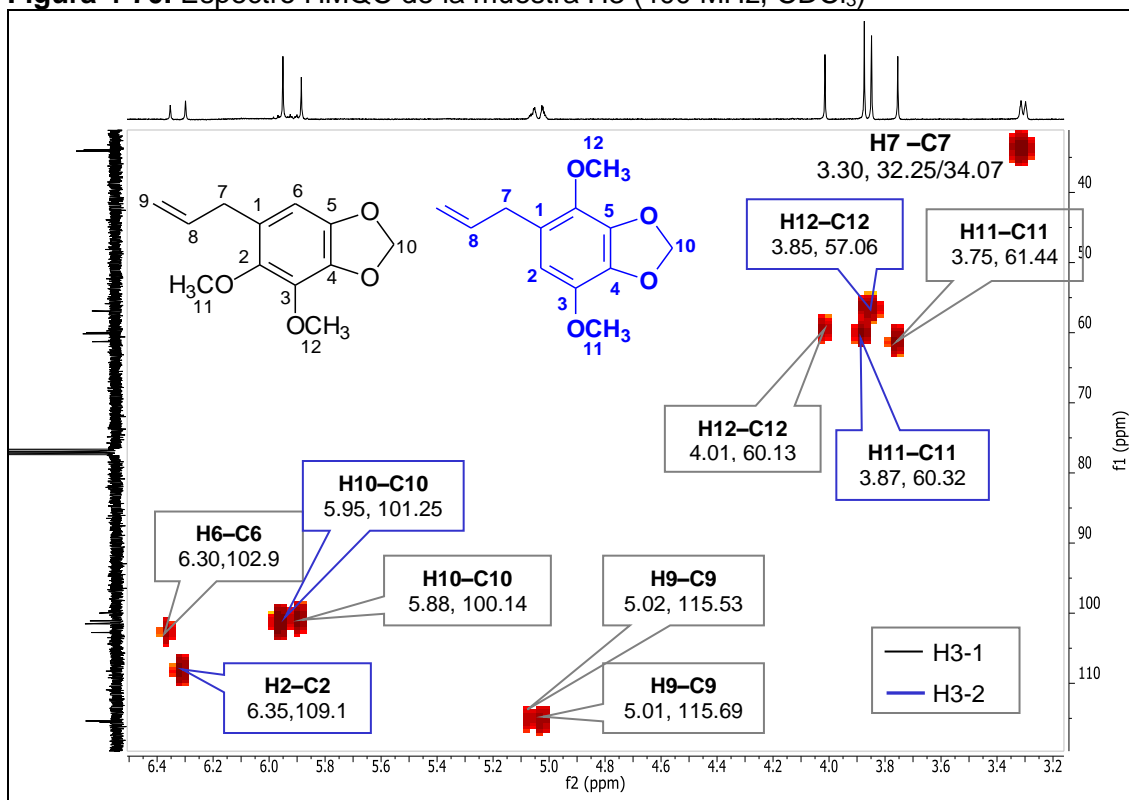 Espectro HMQC de la muestra H3 (400 MHz, CDCl₃)
H7 –C7
3.30, 32.25/34.07
12
OCH₃
9
7
8
1
6
5
O
10
O
2
4
3
H₃CO
11
OCH₃
12
7
8
1
5
O
10
O
2
4
3
OCH₃
11
H12–C12
3.85, 57.06
H11–C11
3.75, 61.44
H12–C12
4.01, 60.13
H11–C11
3.87, 60.32
H10–C10
5.95, 101.25
H6–C6
6.30,102.9
H10–C10
5.88, 100.14
H9–C9
5.02, 115.53
H2–C2
6.35,109.1
H9–C9
5.01, 115.69
H3-1
H3-2
40
50
60
70
80
90
100
110
f1 (ppm)
6.4 6.2 6.0 5.8 5.6 5.4 5.2 5.0 4.8 4.6 4.4 4.2 4.0 3.8 3.6 3.4 3.2
f2 (ppm)